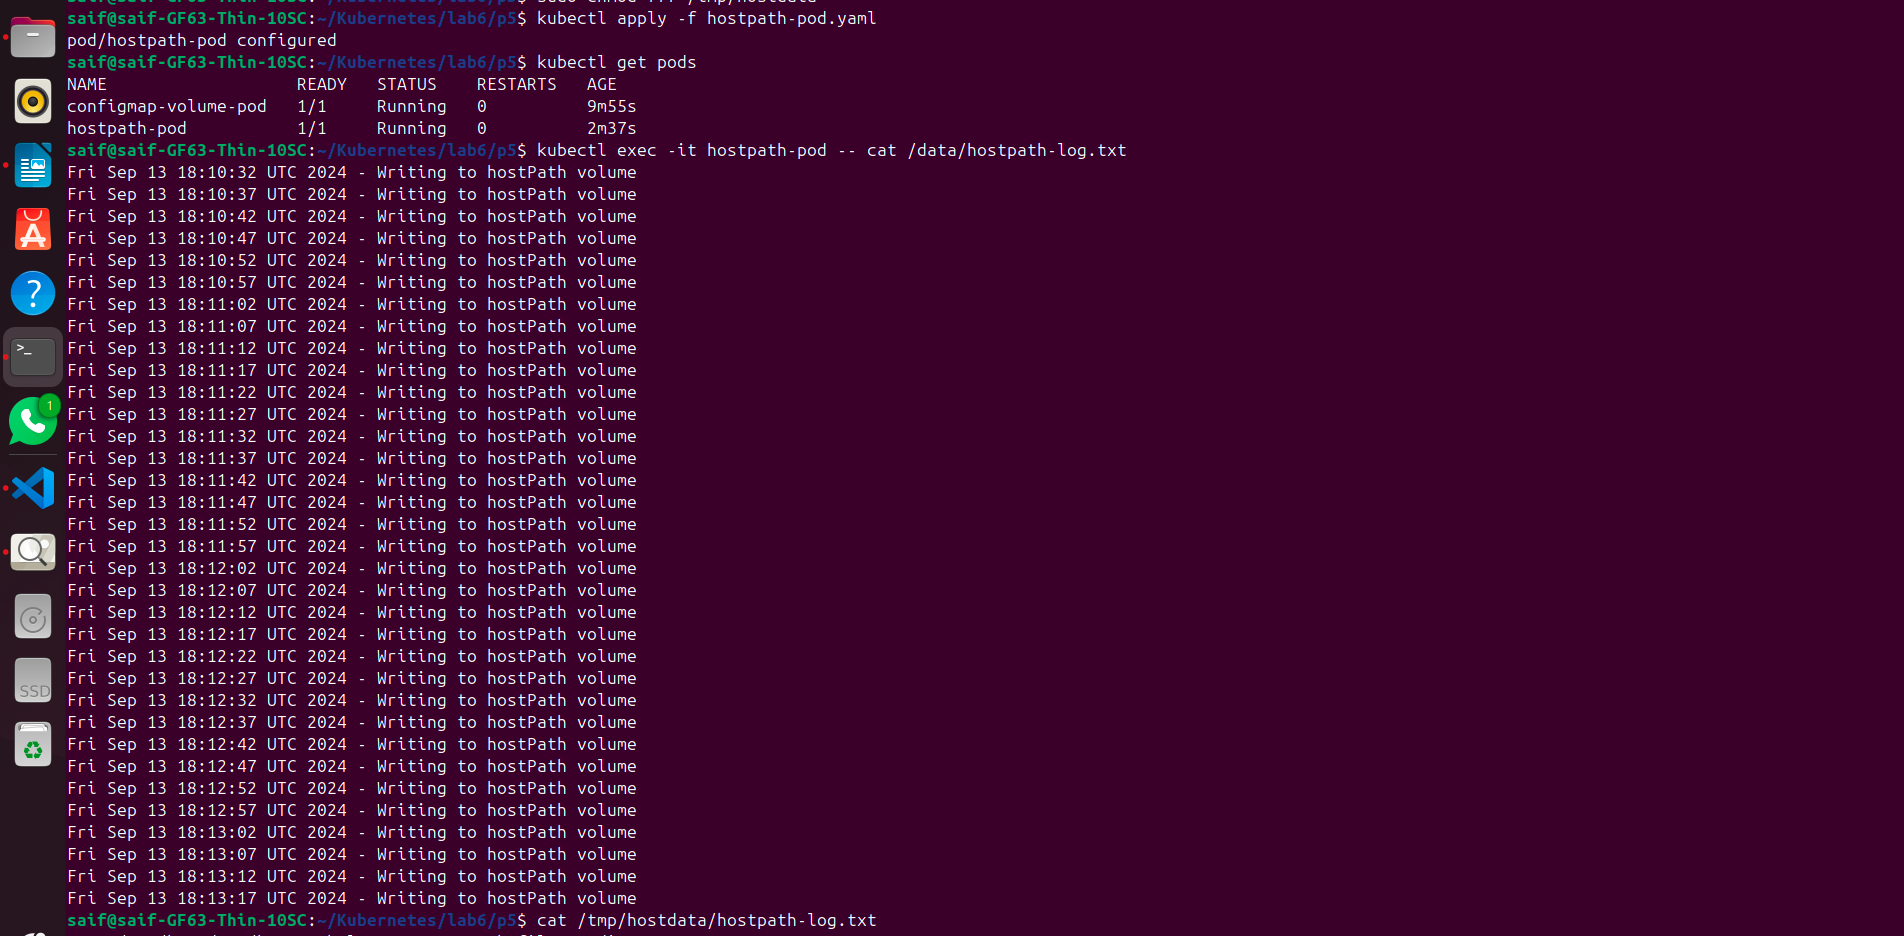 saif@saif-GF63-Thin-10SC:~/Kubernetes/lab6/p5$ kubectl apply -f hostpath-pod.yaml
pod/hostpath-pod configured
saif@saif-GF63-Thin-10SC:~/Kubernetes/lab6/p5$ kubectl get pods
NAME READY STATUS RESTARTS AGE
configmap-volume-pod 1/1 Running 0 9m55s
hostpath-pod 1/1 Running 0 2m37s
saif@saif-GF63-Thin-10SC:~/Kubernetes/lab6/p5$ kubectl exec -it hostpath-pod -- cat /data/hostpath-log.txt
Fri Sep 13 18:10:32 UTC 2024 - Writing to hostPath volume
Fri Sep 13 18:10:37 UTC 2024 - Writing to hostPath volume
Fri Sep 13 18:10:42 UTC 2024 - Writing to hostPath volume
Fri Sep 13 18:10:47 UTC 2024 - Writing to hostPath volume
Fri Sep 13 18:10:52 UTC 2024 - Writing to hostPath volume
Fri Sep 13 18:10:57 UTC 2024 - Writing to hostPath volume
Fri Sep 13 18:11:02 UTC 2024 - Writing to hostPath volume
Fri Sep 13 18:11:07 UTC 2024 - Writing to hostPath volume
Fri Sep 13 18:11:12 UTC 2024 - Writing to hostPath volume
Fri Sep 13 18:11:17 UTC 2024 - Writing to hostPath volume
Fri Sep 13 18:11:22 UTC 2024 - Writing to hostPath volume
Fri Sep 13 18:11:27 UTC 2024 - Writing to hostPath volume
Fri Sep 13 18:11:32 UTC 2024 - Writing to hostPath volume
Fri Sep 13 18:11:37 UTC 2024 - Writing to hostPath volume
Fri Sep 13 18:11:42 UTC 2024 - Writing to hostPath volume
Fri Sep 13 18:11:47 UTC 2024 - Writing to hostPath volume
Fri Sep 13 18:11:52 UTC 2024 - Writing to hostPath volume
Fri Sep 13 18:11:57 UTC 2024 - Writing to hostPath volume
Fri Sep 13 18:12:02 UTC 2024 - Writing to hostPath volume
Fri Sep 13 18:12:07 UTC 2024 - Writing to hostPath volume
Fri Sep 13 18:12:12 UTC 2024 - Writing to hostPath volume
Fri Sep 13 18:12:17 UTC 2024 - Writing to hostPath volume
Fri Sep 13 18:12:22 UTC 2024 - Writing to hostPath volume
Fri Sep 13 18:12:27 UTC 2024 - Writing to hostPath volume
Fri Sep 13 18:12:32 UTC 2024 - Writing to hostPath volume
Fri Sep 13 18:12:37 UTC 2024 - Writing to hostPath volume
Fri Sep 13 18:12:42 UTC 2024 - Writing to hostPath volume
Fri Sep 13 18:12:47 UTC 2024 - Writing to hostPath volume
Fri Sep 13 18:12:52 UTC 2024 - Writing to hostPath volume
Fri Sep 13 18:12:57 UTC 2024 - Writing to hostPath volume
Fri Sep 13 18:13:02 UTC 2024 - Writing to hostPath volume
Fri Sep 13 18:13:07 UTC 2024 - Writing to hostPath volume
Fri Sep 13 18:13:12 UTC 2024 - Writing to hostPath volume
Fri Sep 13 18:13:17 UTC 2024 - Writing to hostPath volume
saif@saif-GF63-Thin-10SC:~/Kubernetes/lab6/p5$ cat /tmp/hostdata/hostpath-log.txt
1
SSD